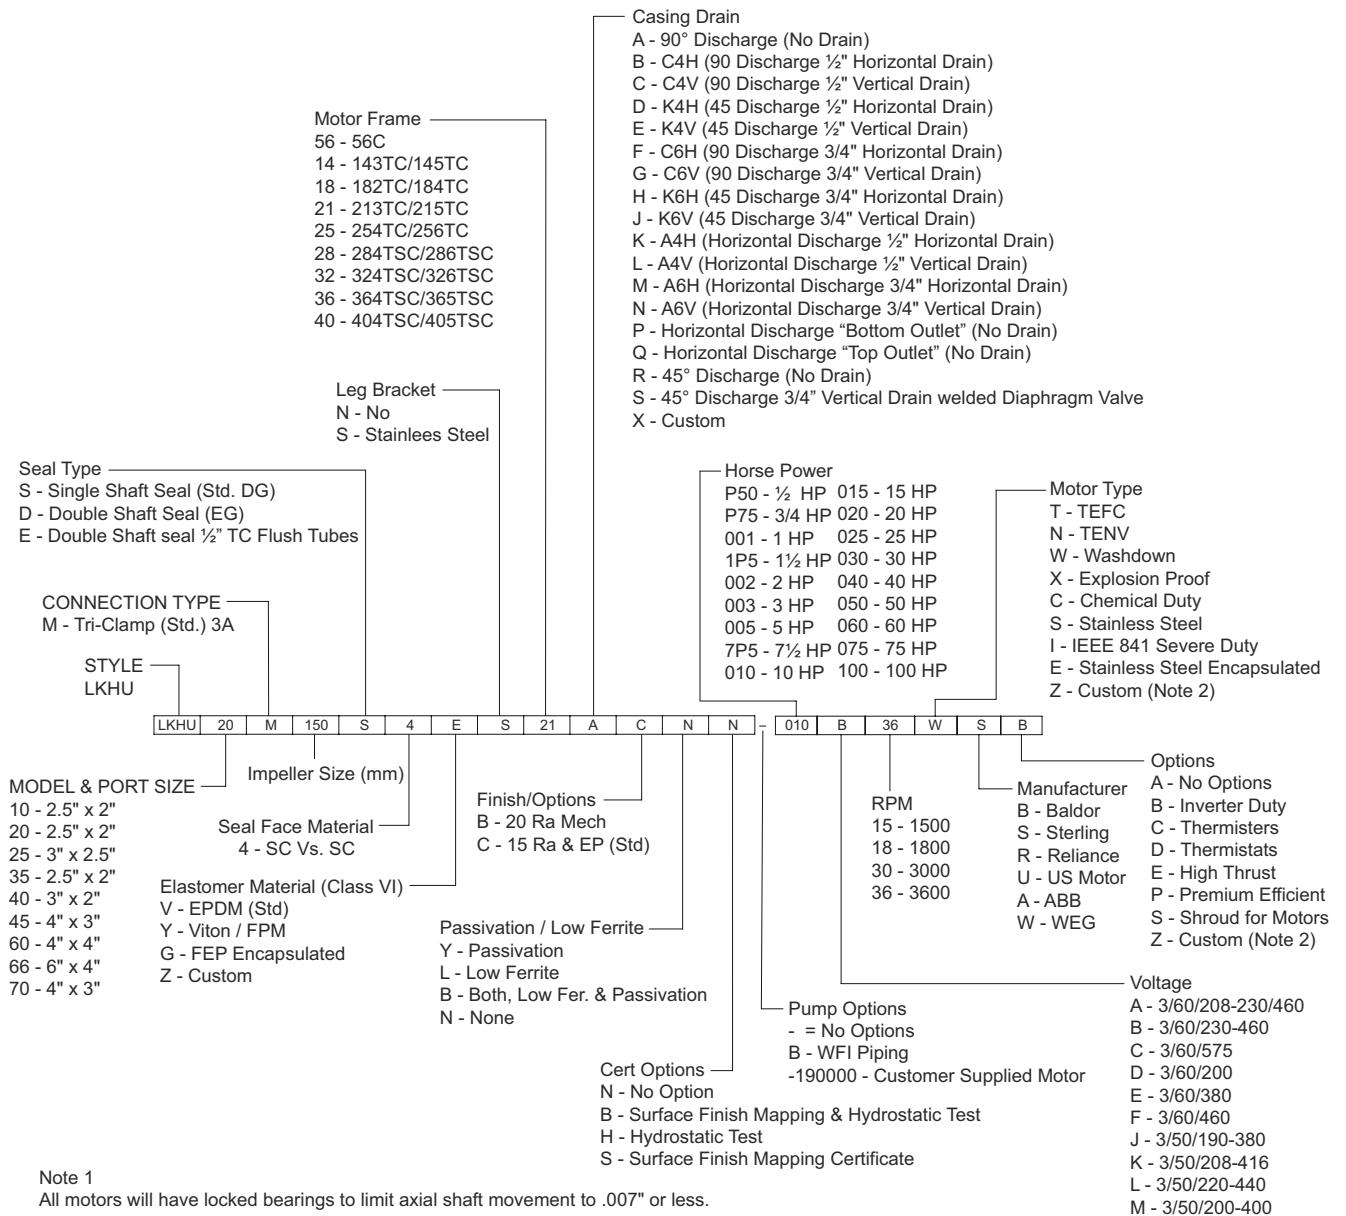 Casing Drain
A - 90° Discharge (No Drain)
B - C4H (90 Discharge ½" Horizontal Drain)
C - C4V (90 Discharge ½" Vertical Drain)
D - K4H (45 Discharge ½" Horizontal Drain)
E - K4V (45 Discharge ½" Vertical Drain)
F - C6H (90 Discharge 3/4" Horizontal Drain)
G - C6V (90 Discharge 3/4" Vertical Drain)
H - K6H (45 Discharge 3/4" Horizontal Drain)
J - K6V (45 Discharge 3/4" Vertical Drain)
K - A4H (Horizontal Discharge ½" Horizontal Drain)
L - A4V (Horizontal Discharge ½" Vertical Drain)
M - A6H (Horizontal Discharge 3/4" Horizontal Drain)
N - A6V (Horizontal Discharge 3/4" Vertical Drain)
P - Horizontal Discharge “Bottom Outlet” (No Drain)
Q - Horizontal Discharge “Top Outlet” (No Drain)
R - 45° Discharge (No Drain)
S - 45° Discharge 3/4” Vertical Drain welded Diaphragm Valve
X - Custom
Motor Frame
56 - 56C
14 - 143TC/145TC
18 - 182TC/184TC
21 - 213TC/215TC
25 - 254TC/256TC
28 - 284TSC/286TSC
32 - 324TSC/326TSC
36 - 364TSC/365TSC
40 - 404TSC/405TSC
Leg Bracket
N - No
S - Stainlees Steel
Seal Type
S - Single Shaft Seal (Std. DG)
D - Double Shaft Seal (EG)
E - Double Shaft seal ½” TC Flush Tubes
CONNECTION TYPE
M - Tri-Clamp (Std.) 3A
STYLE
LKHU
Horse Power
P50 - ½ HP 015 - 15 HP
P75 - 3/4 HP 020 - 20 HP
001 - 1 HP 025 - 25 HP
1P5 - 1½ HP 030 - 30 HP
002 - 2 HP 040 - 40 HP
003 - 3 HP 050 - 50 HP
005 - 5 HP 060 - 60 HP
7P5 - 7½ HP 075 - 75 HP
010 - 10 HP 100 - 100 HP
Motor Type
T - TEFC
N - TENV
W - Washdown
X - Explosion Proof
C - Chemical Duty
S - Stainless Steel
I - IEEE 841 Severe Duty
E - Stainless Steel Encapsulated
Z - Custom (Note 2)
LKHU 20 M 150 S 4 E S 21 A C N N - 010 B 36 W S B
MODEL & PORT SIZE
10 - 2.5" x 2"
20 - 2.5" x 2"
25 - 3" x 2.5"
35 - 2.5" x 2"
40 - 3" x 2"
45 - 4" x 3"
60 - 4" x 4"
66 - 6" x 4"
70 - 4" x 3"
Impeller Size (mm)
Seal Face Material
4 - SC Vs. SC
Elastomer Material (Class VI)
V - EPDM (Std)
Y - Viton / FPM
G - FEP Encapsulated
Z - Custom
Finish/Options
B - 20 Ra Mech
C - 15 Ra & EP (Std)
Passivation / Low Ferrite
Y - Passivation
L - Low Ferrite
B - Both, Low Fer. & Passivation
N - None
Cert Options
N - No Option
B - Surface Finish Mapping & Hydrostatic Test
H - Hydrostatic Test
S - Surface Finish Mapping Certificate
Pump Options
- = No Options
B - WFI Piping
-190000 - Customer Supplied Motor
RPM
15 - 1500
18 - 1800
30 - 3000
36 - 3600
Manufacturer
B - Baldor
S - Sterling
R - Reliance
U - US Motor
A - ABB
W - WEG
Options
A - No Options
B - Inverter Duty
C - Thermisters
D - Thermistats
E - High Thrust
P - Premium Efficient
S - Shroud for Motors
Z - Custom (Note 2)
Voltage
A - 3/60/208-230/460
B - 3/60/230-460
C - 3/60/575
D - 3/60/200
E - 3/60/380
F - 3/60/460
J - 3/50/190-380
K - 3/50/208-416
L - 3/50/220-440
M - 3/50/200-400
Note 1
All motors will have locked bearings to limit axial shaft movement to .007" or less.